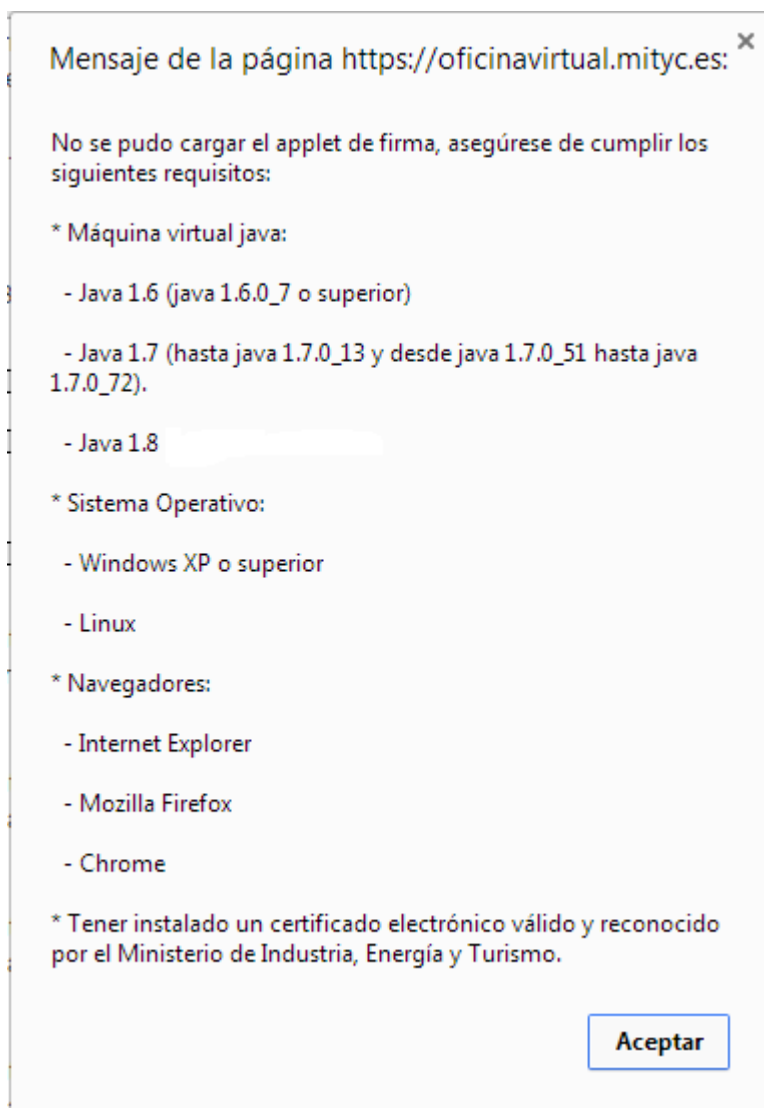 Mensaje de la página https://oficinavirtual.mityc.es:
No se pudo cargar el applet de firma, asegúrese de cumplir los
siguientes requisitos:
* Máquina virtual java:
- Java 1.6 (java 1.6.0_7 o superior)
- Java 1.7 (hasta java 1.7.0_13 y desde java 1.7.0_51 hasta java
1.7.0_72).
- Java 1.8
* Sistema Operativo:
- Windows XP o superior
- Linux
* Navegadores:
- Internet Explorer
- Mozilla Firefox
- Chrome
* Tener instalado un certificado electrónico válido y reconocido
por el Ministerio de Industria, Energía y Turismo.
Aceptar